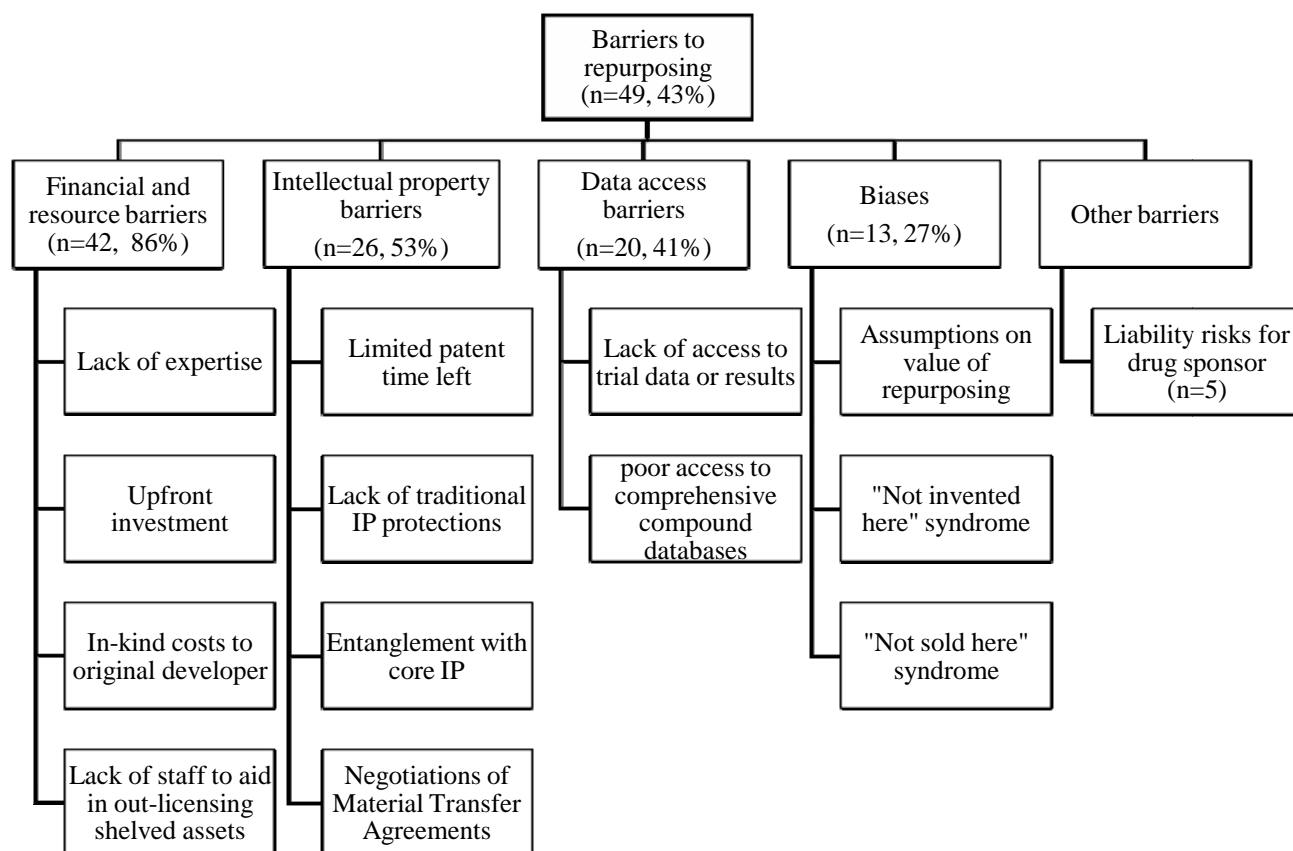 Barriers to
repurposing
(n=49, 43%)
Financial and
resource barriers
(n=42,  86%)
Lack of expertise
Upfront
investment
In-kind costs to
original developer
Lack of staff to aid
in out-licensing
shelved assets
Intellectual property
barriers
(n=26, 53%)
Limited patent
time left
Lack of traditional
IP protections
Entanglement with
core IP
Negotiations of
Material Transfer
Agreements
Data access
barriers
(n=20, 41%)
Lack of access to
trial data or results
poor access to
comprehensive
compound
databases
Biases
(n=13, 27%)
Assumptions on
value of
repurposing
"Not invented
here" syndrome
"Not sold here"
syndrome
Other barriers
Liability risks for
drug sponsor
(n=5)